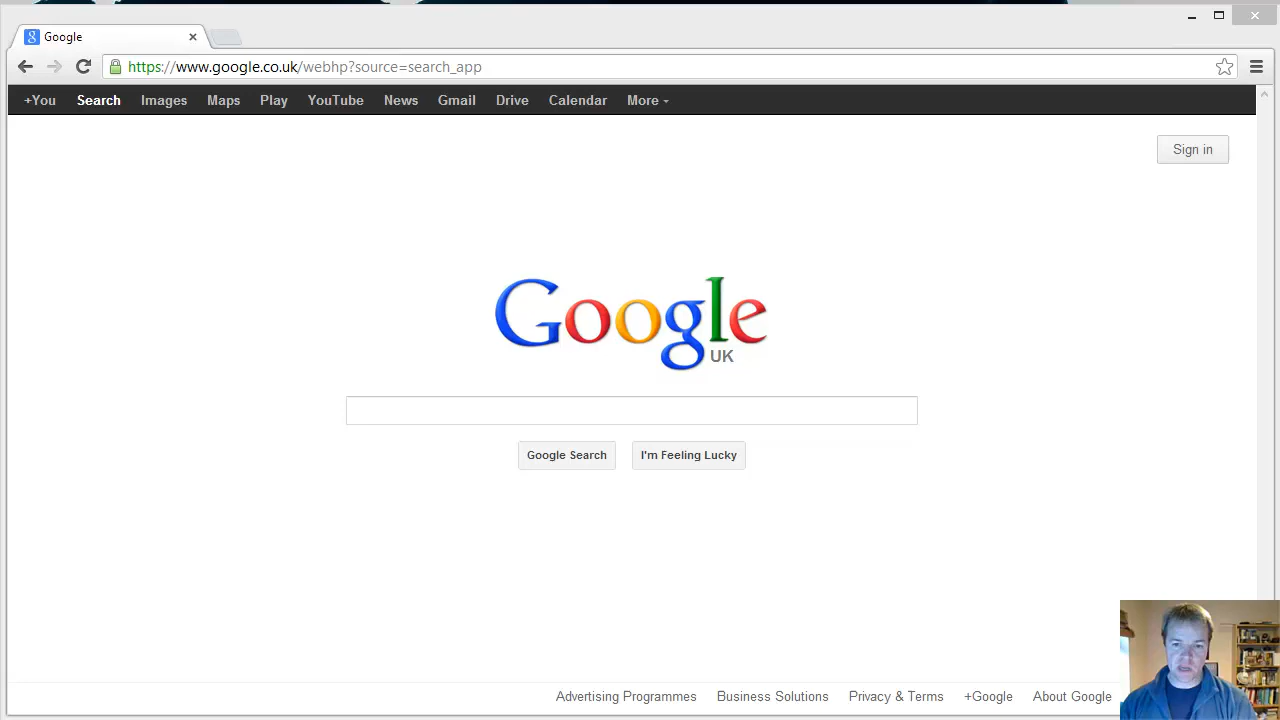 Google
https://www.google.co.uk/webhp?source=search_app
+You Search Images Maps Play YouTube News Gmail Drive Calendar More
Sign in
Google
UK
Google Search I'm Feeling Lucky
Advertising Programmes Business Solutions Privacy & Terms +Google About Google